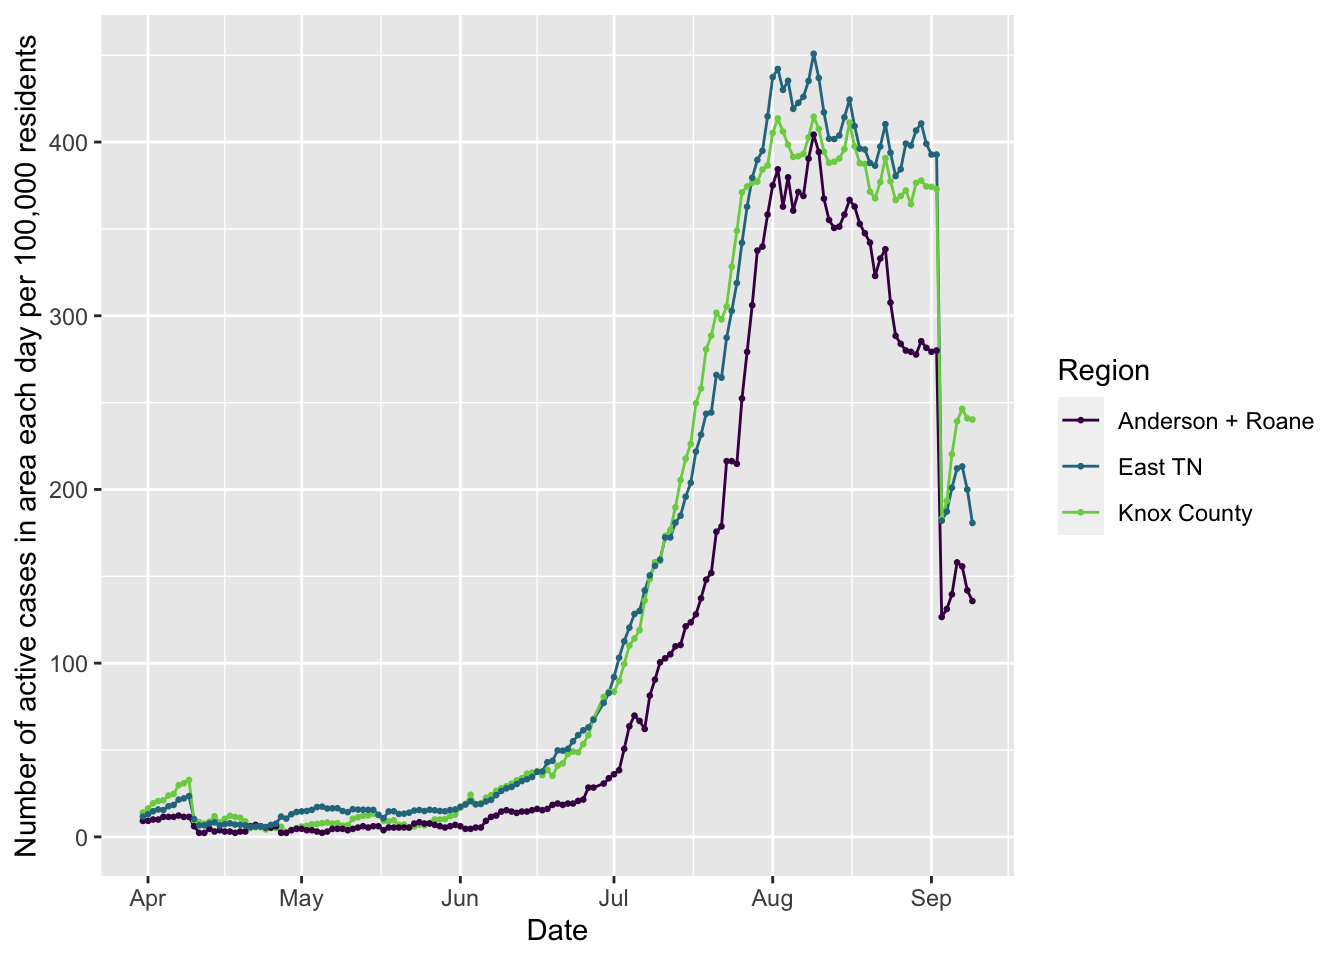 Number of active cases in area each day per 100,000 residents
400
300
200
100
0
Apr
May
Jun
Jul
Aug
Sep
Date
Region
Anderson + Roane
East TN
Knox County